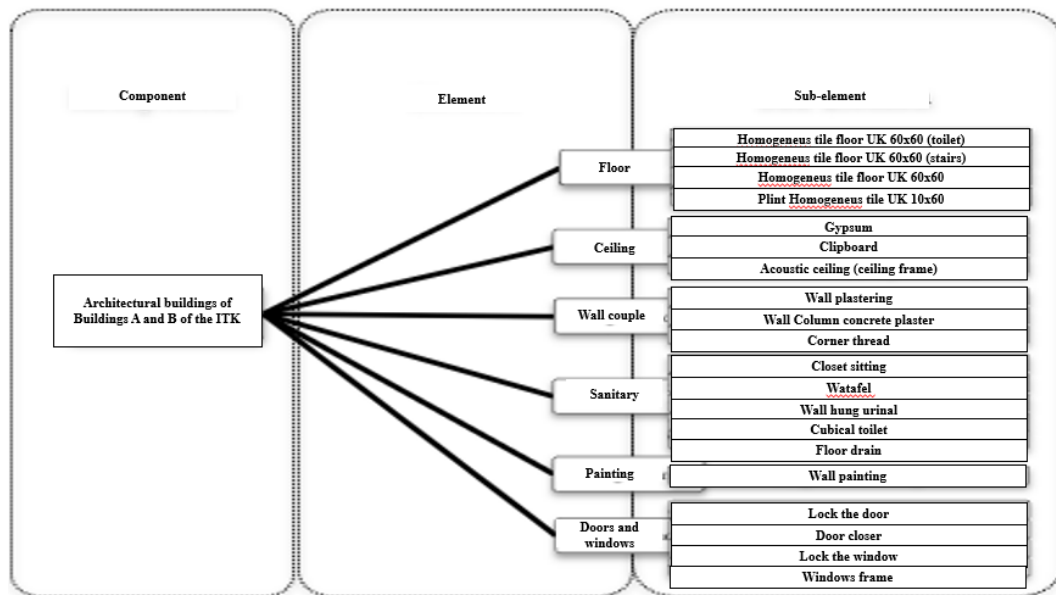 Component
Element
Sub-element
Architectural buildings of
Buildings A and B of the ITK
Floor
Homogeneus tile floor UK 60x60 (toilet)
Homogeneus tile floor UK 60x60 (stairs)
Homogeneus tile floor UK 60x60
Plint Homogeneus tile UK 10x60
Ceiling
Gypsum
Clipboard
Acoustic ceiling (ceiling frame)
Wall couple
Wall plastering
Wall Column concrete plaster
Corner thread
Sanitary
Closet sitting
Watafel
Wall hung urinal
Cubical toilet
Floor drain
Painting
Wall painting
Doors and
windows
Lock the door
Door closer
Lock the window
Windows frame